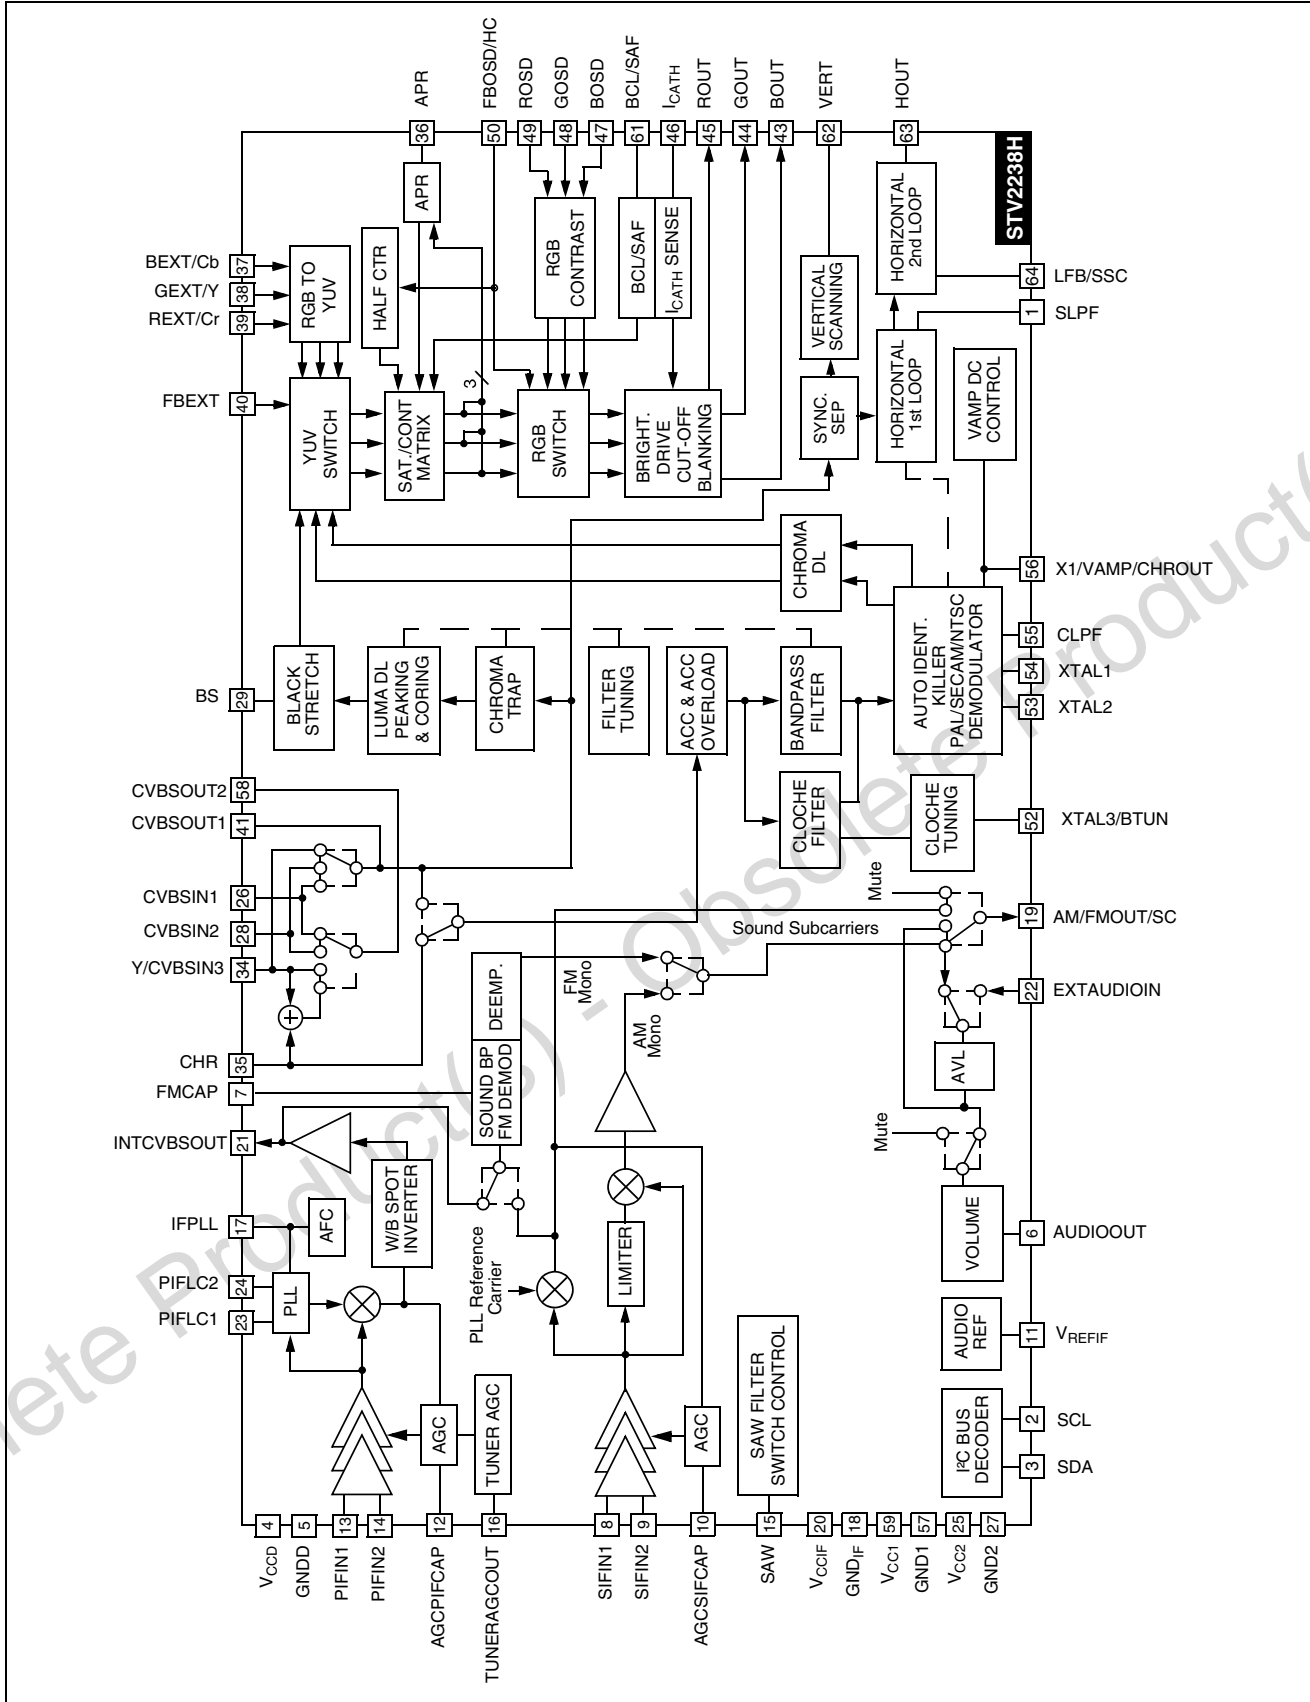 APR
FBOSD/HC
ROSD
GOSD
BOSD
BCL/SAF
ICATH
ROUT
GOUT
BOUT
VERT
HOUT
36
50
49
48
47
61
46
45
44
43
62
63
STV2238H
BEXT/Cb
37
GEXT/Y
38
REXT/Cr
39
FBEXT
40
BS
29
CVBSOUT2
58
CVBSOUT1
41
CVBSIN1
26
CVBSIN2
28
Y/CVBSIN3
34
CHR
35
FMCAP
7
INTCVBSOUT
21
IFPLL
17
PIFLC2
24
PIFLC1
23
RGB TO
YUV
HALF CTR
APR
RGB
CONTRAST
BCL/SAF
ICATH SENSE
VERTICAL
SCANNING
HORIZONTAL
2nd LOOP
YUV
SWITCH
SAT./CONT
MATRIX
3
RGB
SWITCH
BRIGHT.
DRIVE
CUT-OFF
BLANKING
SYNC.
SEP
HORIZONTAL
1st LOOP
VAMP DC
CONTROL
CHROMA
DL
BLACK
STRETCH
LUMA DL
PEAKING
& CORING
CHROMA
TRAP
FILTER
TUNING
ACC & ACC
OVERLOAD
BANDPASS
FILTER
AUTO IDENT.
KILLER
PAL/SECAM/NTSC
DEMODULATOR
CLOCHE
FILTER
CLOCHE
TUNING
Mute
Sound Subcarriers
DEEMP.
SOUND BP
FM DEMOD
FM
Mono
AM
Mono
AVL
Mute
VOLUME
AFC
W/B SPOT
INVERTER
PLL
PLL Reference
Carrier
LIMITER
AUDIO
REF
AGC
TUNER AGC
AGC
SAW FILTER
SWITCH CONTROL
I²C BUS
DECODER
64
LFB/SSC
1
SLPF
56
X1/VAMP/CHROUT
55
CLPF
54
XTAL1
53
XTAL2
52
XTAL3/BTUN
19
AM/FMOUT/SC
22
EXTAUDIOIN
6
AUDIOOUT
11
VREFIF
2
SCL
3
SDA
4
5
13
14
12
16
8
9
10
15
20
18
59
57
25
27
VCCD
GNDD
PIFIN1
PIFIN2
AGCPIFCAP
TUNERAGCOUT
SIFIN1
SIFIN2
AGCSIFCAP
SAW
VCCIF
GNDIF
VCC1
GND1
VCC2
GND2
lete Product(s) - Obsolete Product(